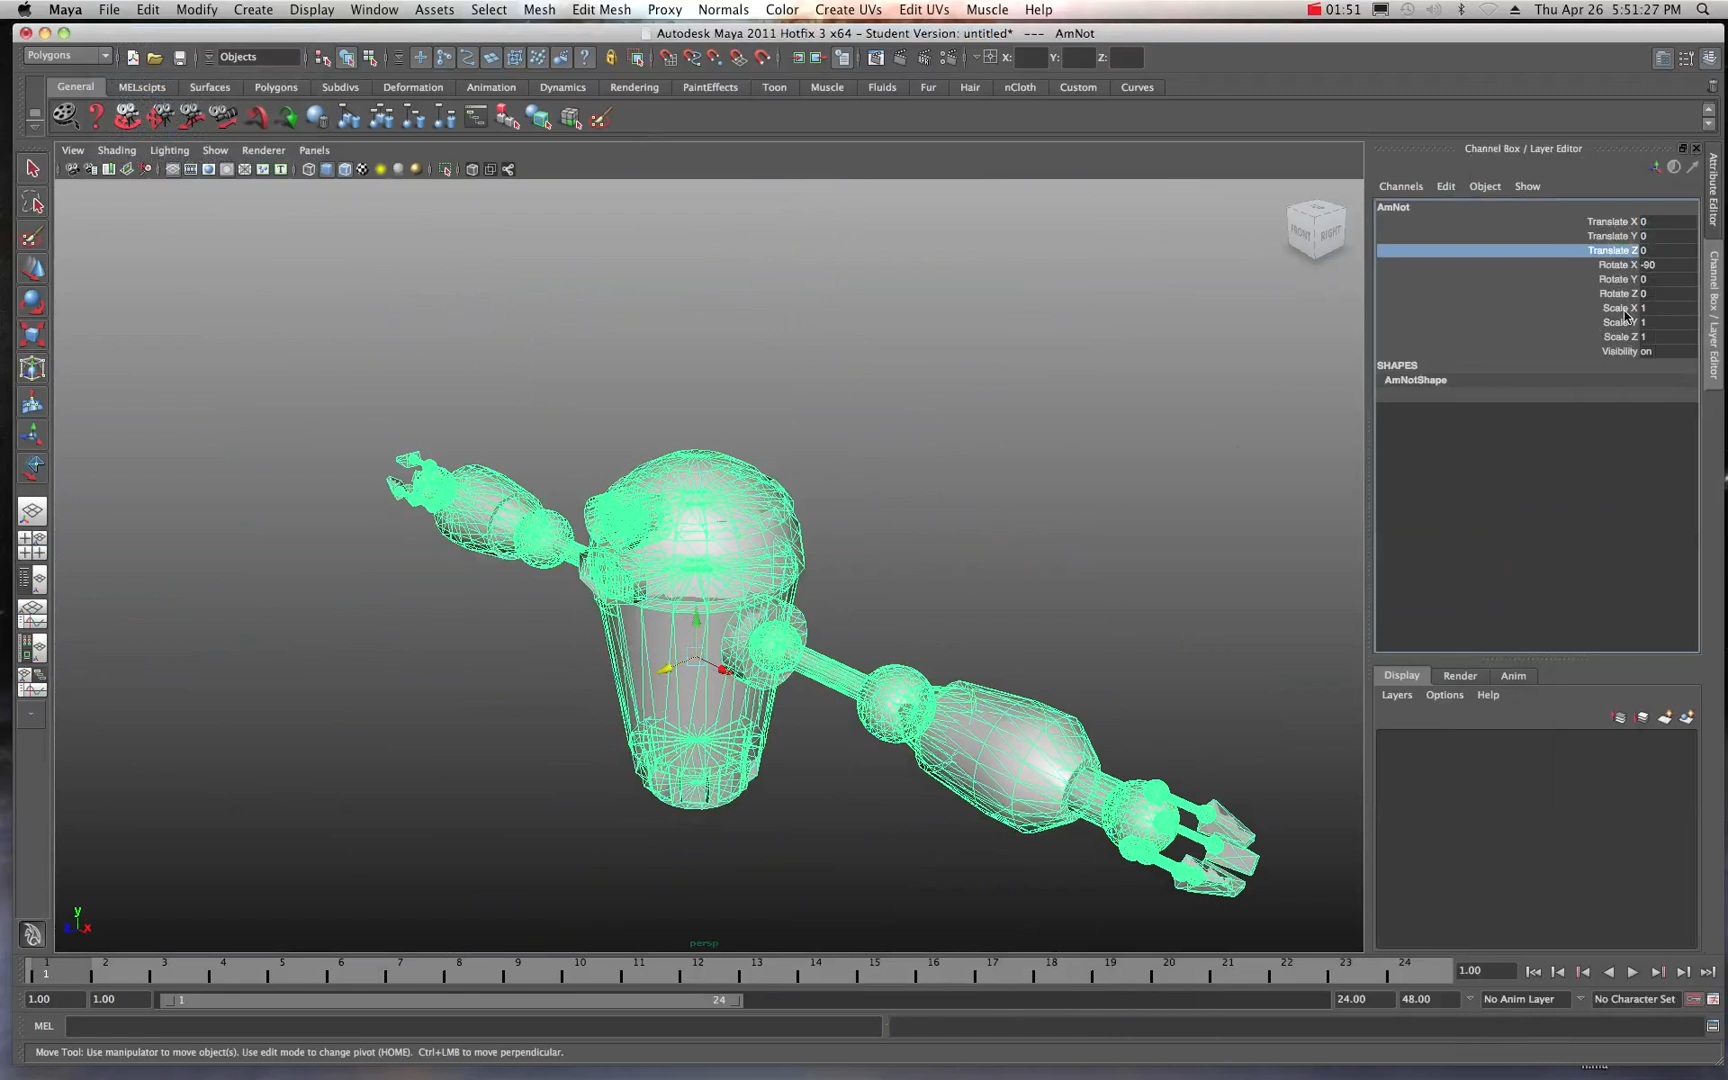 Maya File Edit Modify Create Display Window Assets Select Mesh Edit Mesh Proxy Normals Color Create UVs Edit UVs Muscle Help 01:51 Thu Apr 26 5:51:27 PM
Autodesk Maya 2011 Hotfix 3 x64 - Student Version: untitled* --- AmNot
Polygons Objects X: Y: Z:
General MELscipts Surfaces Polygons Subdivs Deformation Animation Dynamics Rendering PaintEffects Toon Muscle Fluids Fur Hair nCloth Custom Curves
View Shading Lighting Show Renderer Panels
Channel Box / Layer Editor
Channels Edit Object Show
AmNot
Translate X 0
Translate Y 0
Translate Z 0
Rotate X -90
Rotate Y 0
Rotate Z 0
Scale X 1
Scale Y 1
Scale Z 1
Visibility on
SHAPES
AmNotShape
Attribute Editor
Channel Box / Layer Editor
FRONT RIGHT
Display Render Anim
Layers Options Help
y
x
persp
1 2 3 4 5 6 7 8 9 10 11 12 13 14 15 16 17 18 19 20 21 22 23 24
1 1.00
1.00 1.00 1 24 24.00 48.00 No Anim Layer No Character Set
MEL
Move Tool: Use manipulator to move object(s). Use edit mode to change pivot (HOME). Ctrl+LMB to move perpendicular.